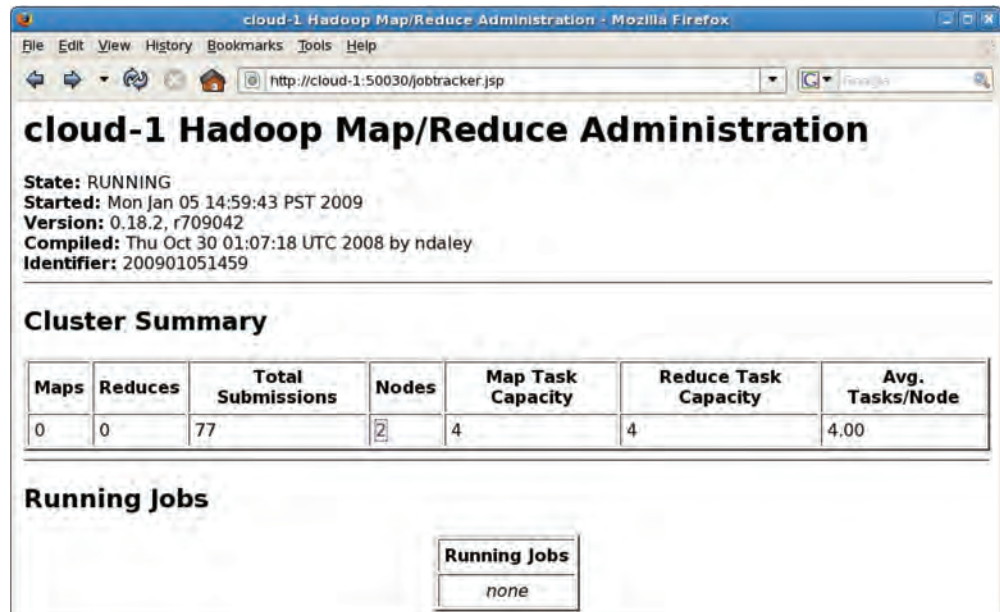 cloud-1 Hadoop Map/Reduce Administration - Mozilla Firefox
File Edit View History Bookmarks Tools Help
http://cloud-1:50030/jobtracker.jsp
Google
cloud-1 Hadoop Map/Reduce Administration
State: RUNNING
Started: Mon Jan 05 14:59:43 PST 2009
Version: 0.18.2, r709042
Compiled: Thu Oct 30 01:07:18 UTC 2008 by ndaley
Identifier: 200901051459
Cluster Summary
Maps Reduces Total Submissions Nodes Map Task Capacity Reduce Task Capacity Avg. Tasks/Node
0 0 77 2 4 4 4.00
Running Jobs
Running Jobs
none